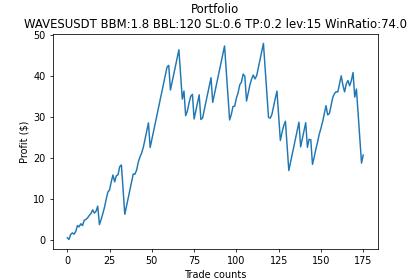 Portfolio
WAVESUSDT BBM:1.8 BBL:120 SL:0.6 TP:0.2 lev:15 WinRatio:74.0
50
40
30
20
10
0
Profit ($)
0 25 50 75 100 125 150 175
Trade counts